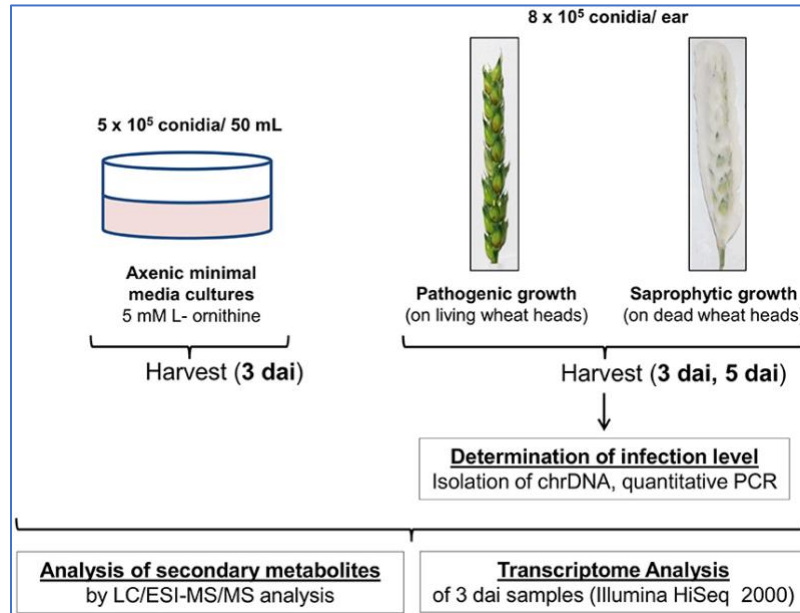 8 x 10⁵ conidia/ ear
5 x 10⁵ conidia/ 50 mL
Axenic minimal
media cultures
5 mM L- ornithine
Pathogenic growth
(on living wheat heads)
Saprophytic growth
(on dead wheat heads)
Harvest (3 dai)
Harvest (3 dai, 5 dai)
Determination of infection level
Isolation of chrDNA, quantitative PCR
Analysis of secondary metabolites
by LC/ESI-MS/MS analysis
Transcriptome Analysis
of 3 dai samples (Illumina HiSeq 2000)